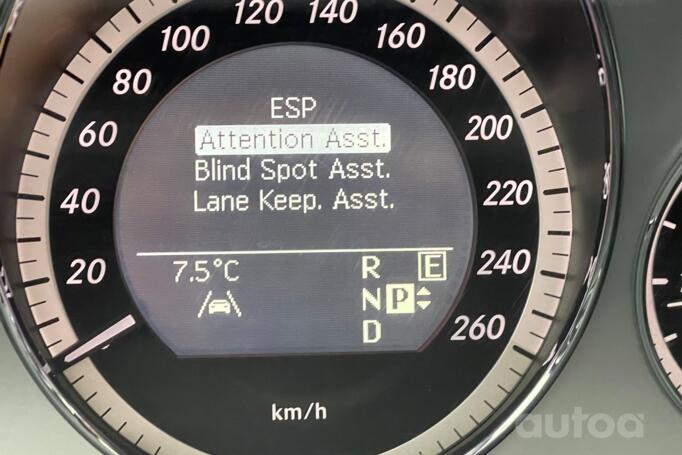 120 140
100 160
80 180
60 200
40 220
20 240
260
ESP
Attention Asst.
Blind Spot Asst.
Lane Keep. Asst.
7.5°C R E
N P
D
km/h
autoa